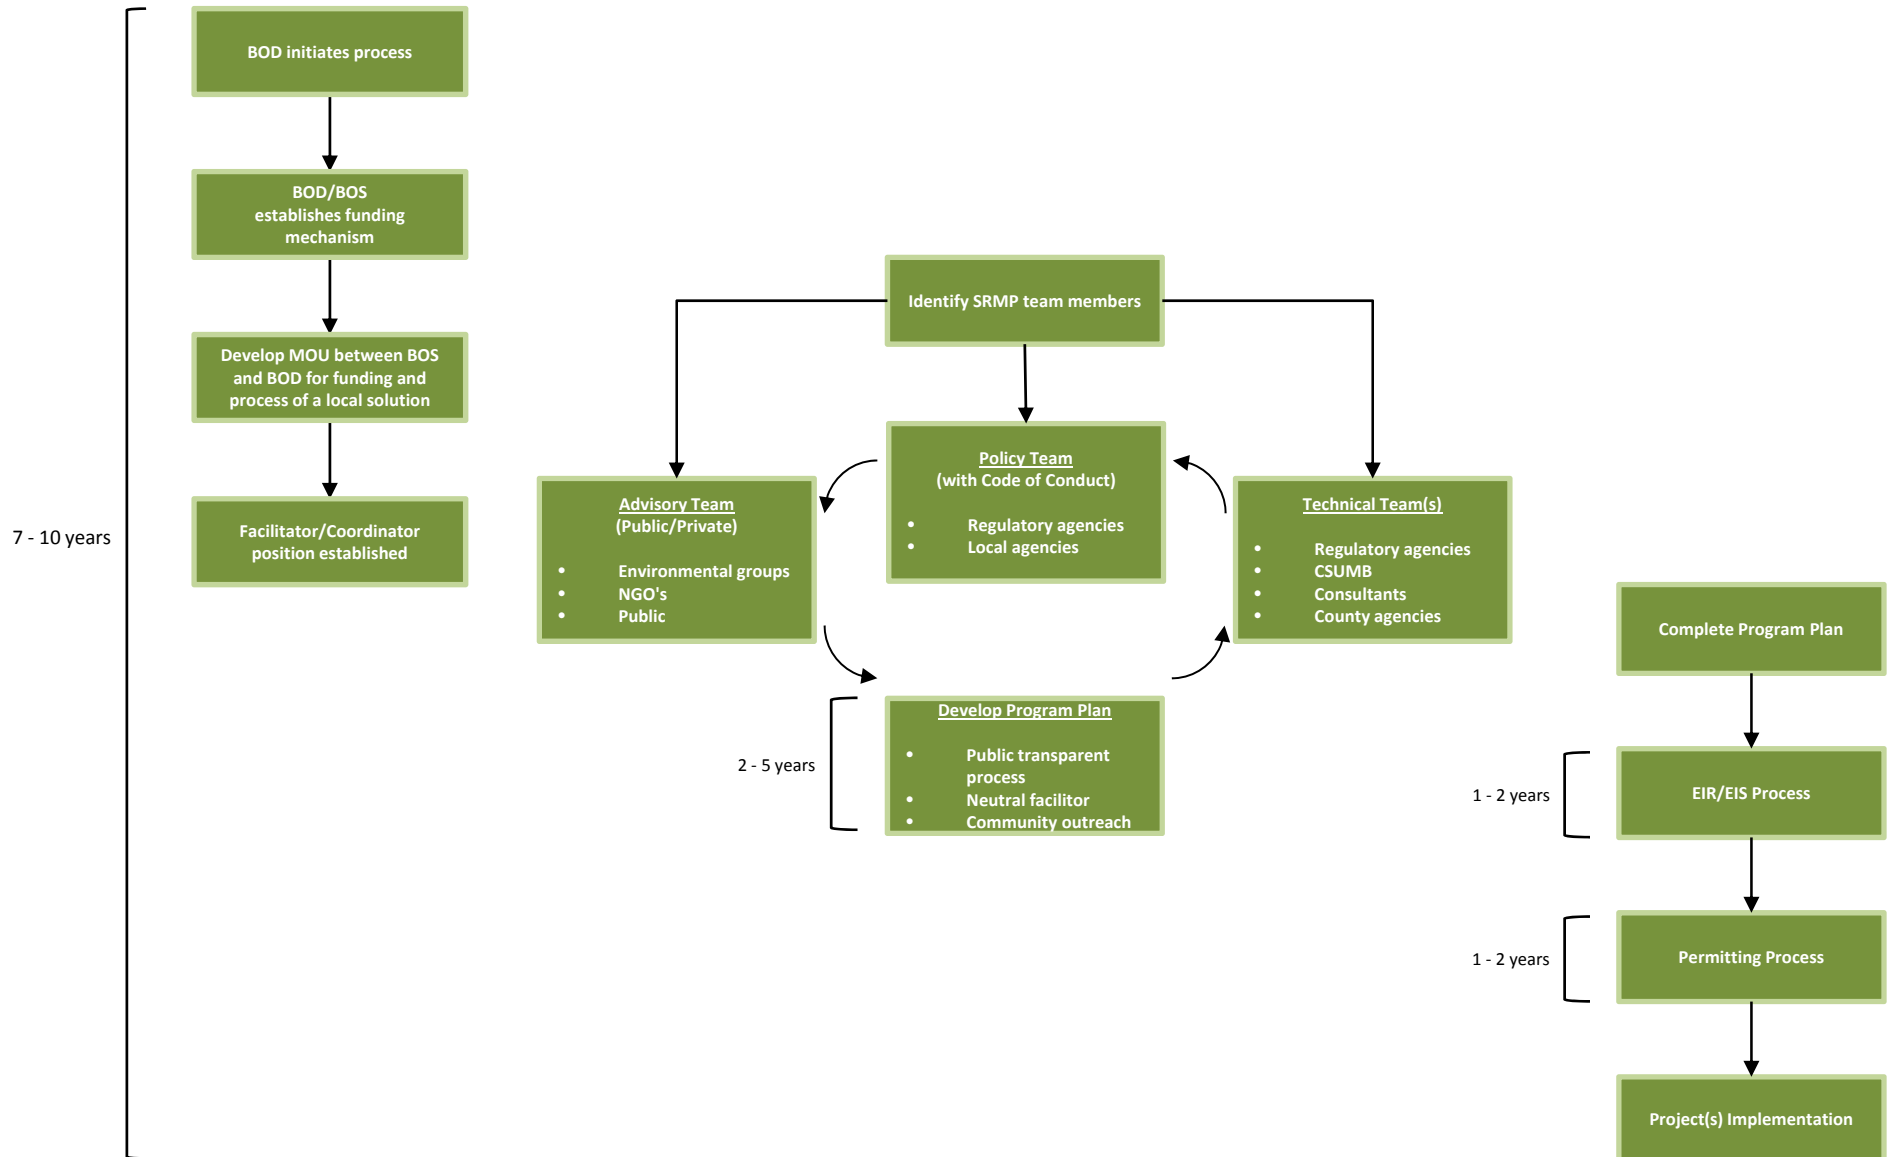 7 - 10 years
BOD initiates process
BOD/BOS
establishes funding
mechanism
Develop MOU between BOS
and BOD for funding and
process of a local solution
Facilitator/Coordinator
position established
Identify SRMP team members
Advisory Team
(Public/Private)
• Environmental groups
• NGO's
• Public
Policy Team
(with Code of Conduct)
• Regulatory agencies
• Local agencies
Technical Team(s)
• Regulatory agencies
• CSUMB
• Consultants
• County agencies
2 - 5 years
Develop Program Plan
• Public transparent
process
• Neutral facilitor
• Community outreach
Complete Program Plan
1 - 2 years
EIR/EIS Process
1 - 2 years
Permitting Process
Project(s) Implementation